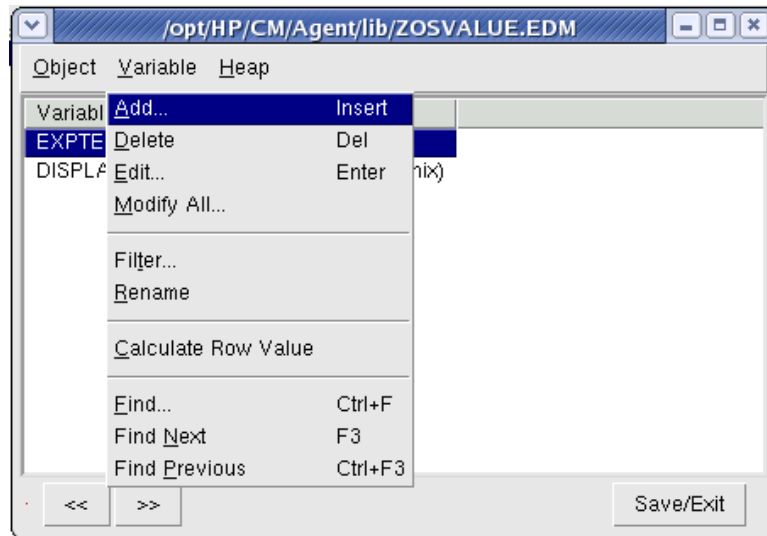 /opt/HP/CM/Agent/lib/ZOSVALUE.EDM
Object Variable Heap
Variabl
Add... Insert
EXPTE
Delete Del
DISPLA
Edit... Enter
nix)
Modify All...
Filter...
Rename
Calculate Row Value
Find... Ctrl+F
Find Next F3
Find Previous Ctrl+F3
<< >> Save/Exit